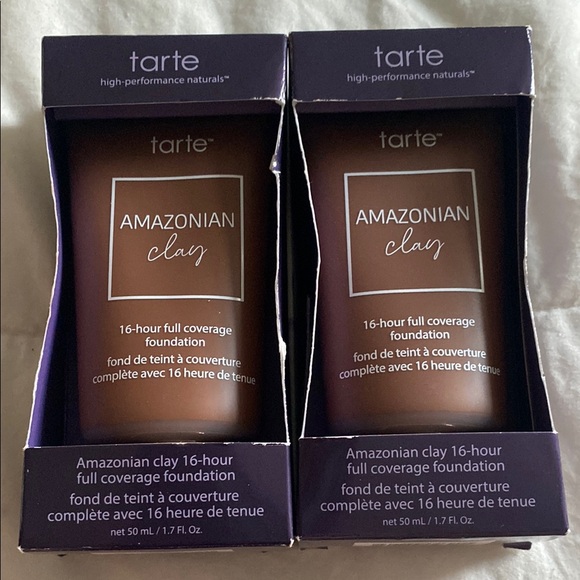 tarte
high-performance naturals™
tarte™
AMAZONIAN
clay
16-hour full coverage
foundation
fond de teint à couverture
complète avec 16 heure de tenue
Amazonian clay 16-hour
full coverage foundation
fond de teint à couverture
complète avec 16 heure de tenue
net 50 mL / 1.7 Fl. Oz.
tarte
high-performance naturals™
tarte™
AMAZONIAN
clay
16-hour full coverage
foundation
fond de teint à couverture
complète avec 16 heure de tenue
Amazonian clay 16-hour
full coverage foundation
fond de teint à couverture
complète avec 16 heure de tenue
net 50 mL / 1.7 Fl. Oz.